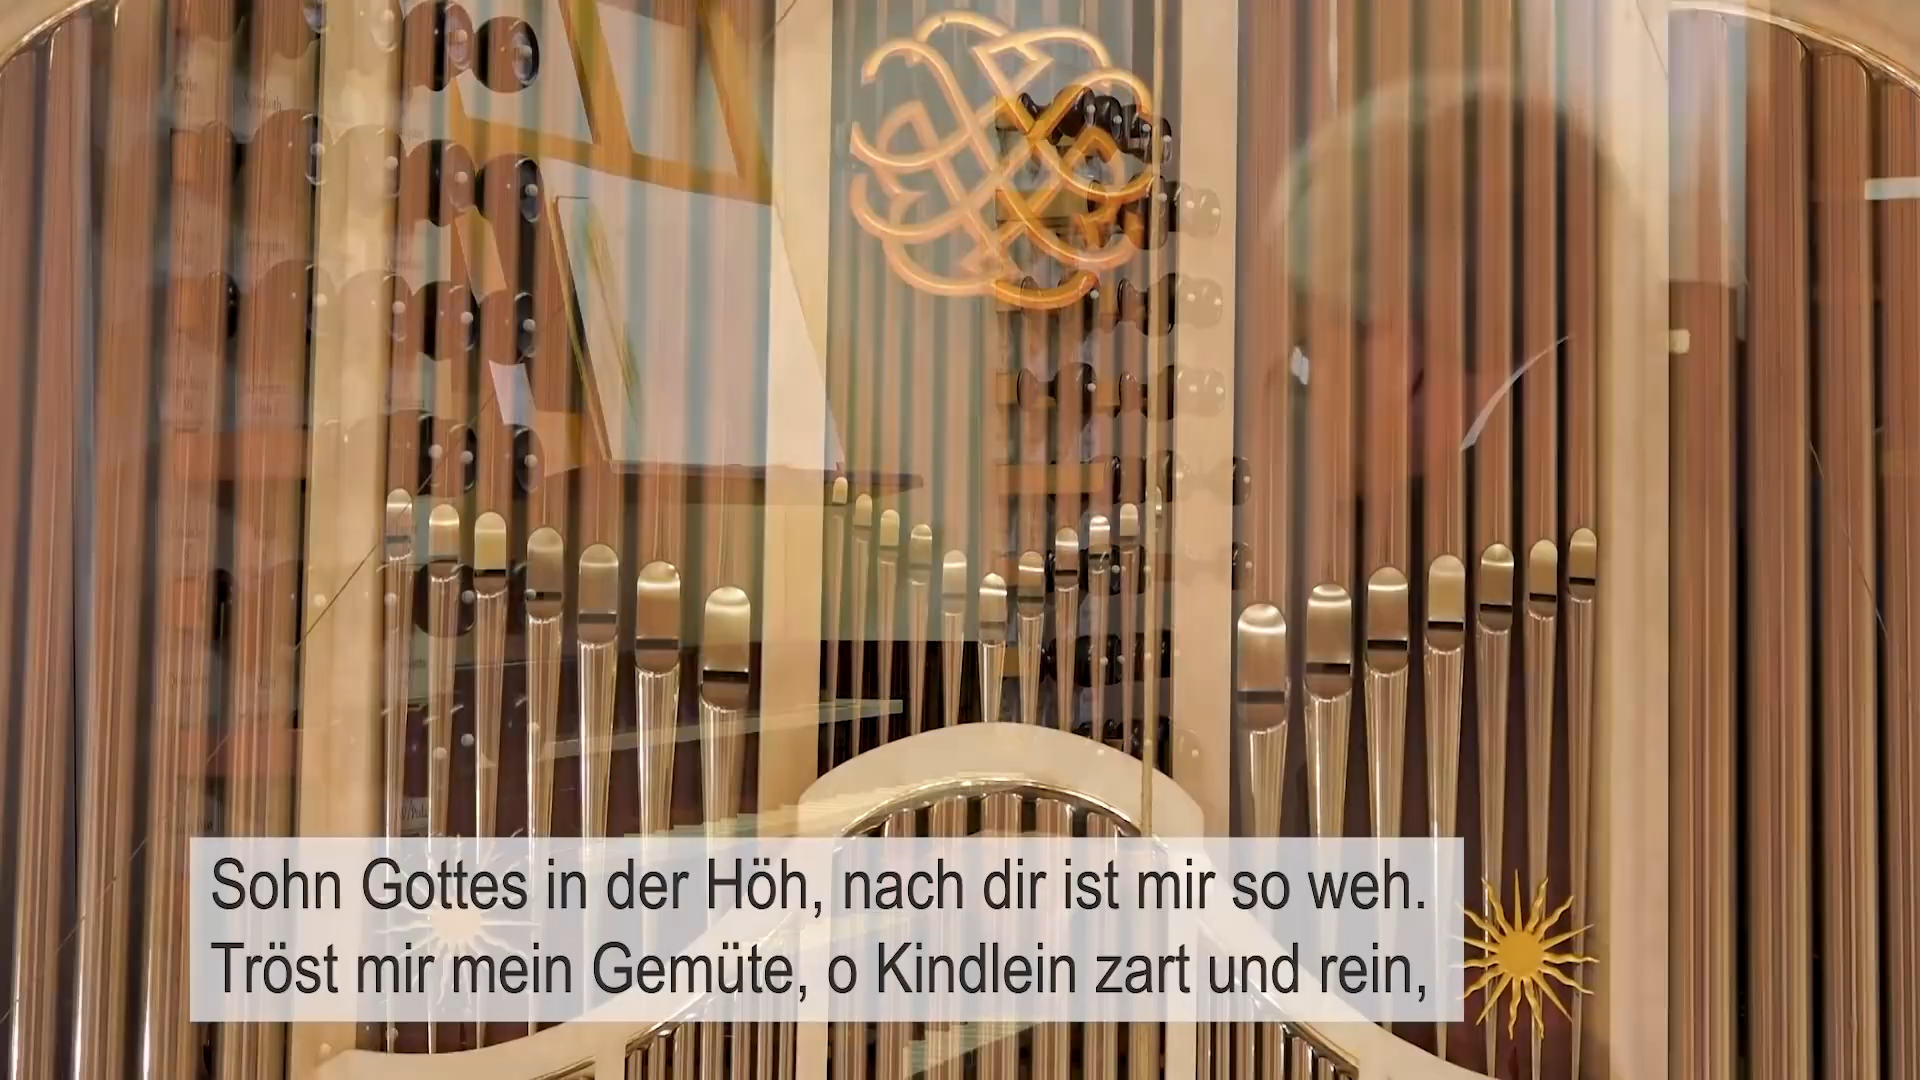 Sohn Gottes in der Höh, nach dir ist mir so weh.
Tröst mir mein Gemüte, o Kindlein zart und rein,